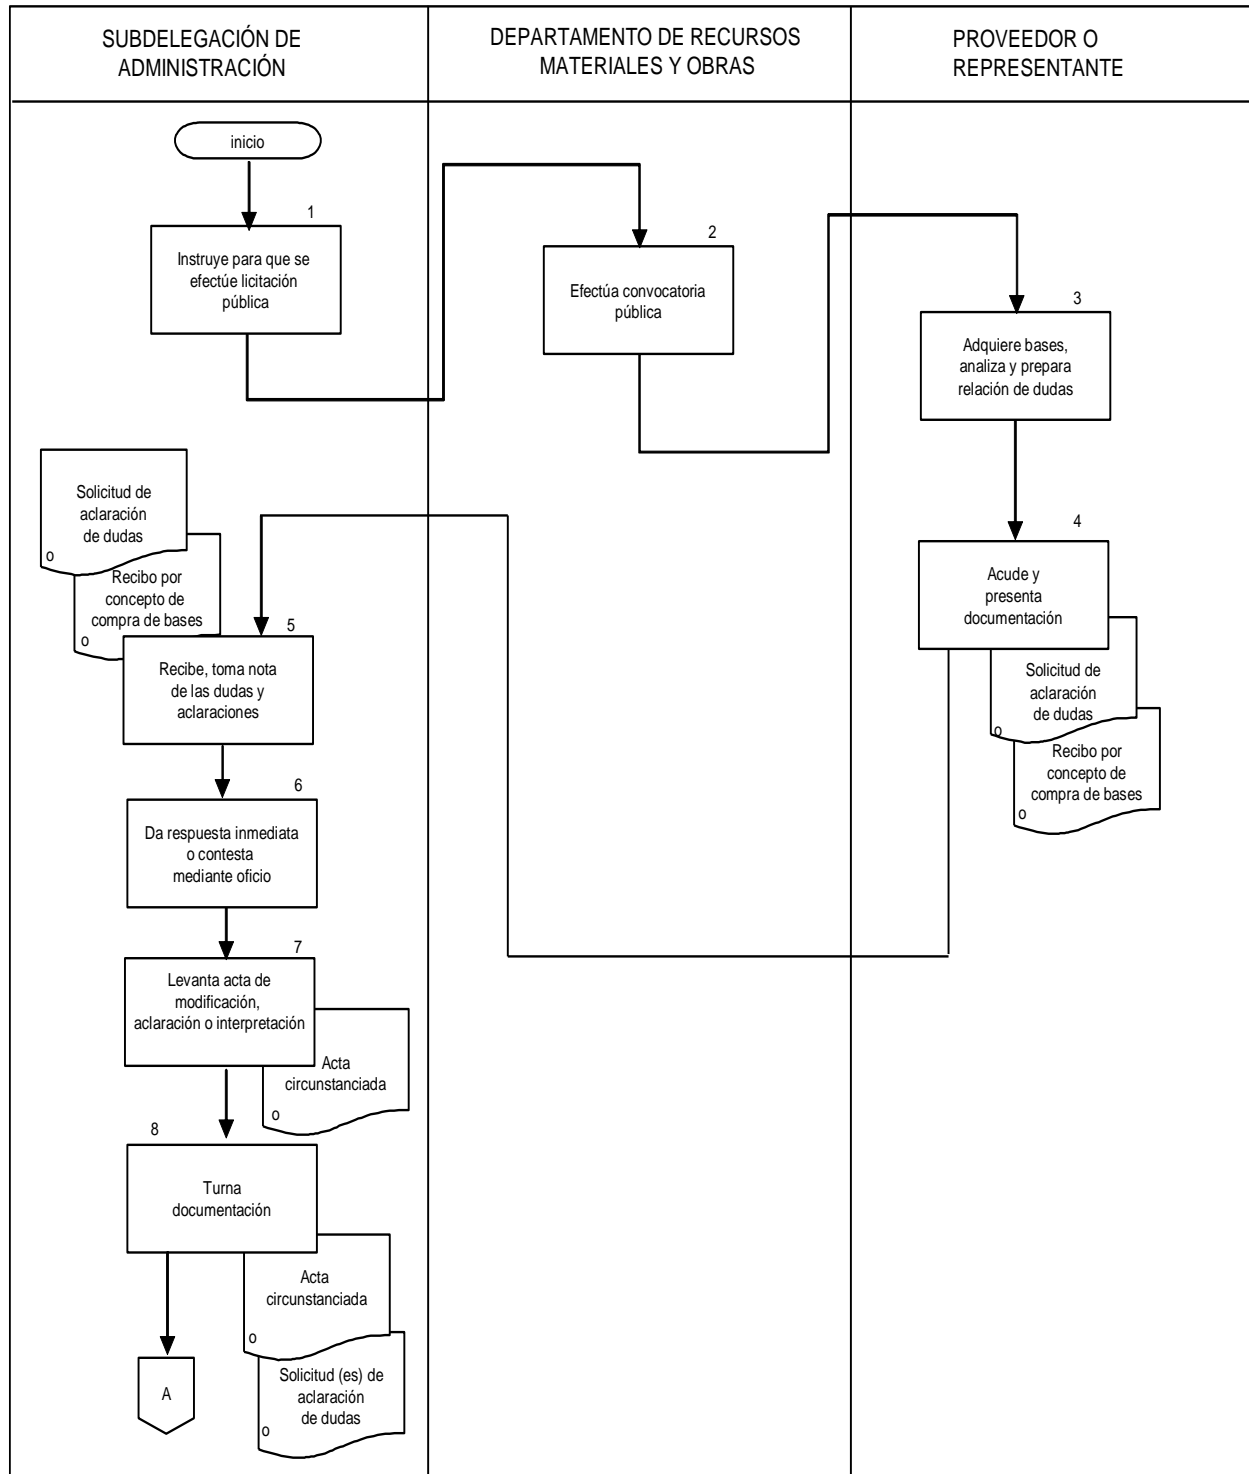 SUBDELEGACIÓN DE
ADMINISTRACIÓN
DEPARTAMENTO DE RECURSOS
MATERIALES Y OBRAS
PROVEEDOR O
REPRESENTANTE
inicio
1
Instruye para que se
efectúe licitación
pública
2
Efectúa convocatoria
pública
3
Adquiere bases,
analiza y prepara
relación de dudas
4
Acude y
presenta
documentación
Solicitud de
aclaración
de dudas
o
Recibo por
concepto de
compra de bases
o
Solicitud de
aclaración
de dudas
o
Recibo por
concepto de
compra de bases
o
5
Recibe, toma nota
de las dudas y
aclaraciones
6
Da respuesta inmediata
o contesta
mediante oficio
7
Levanta acta de
modificación,
aclaración o interpretación
Acta
circunstanciada
o
8
Turna
documentación
Acta
circunstanciada
o
Solicitud (es) de
aclaración
de dudas
o
A